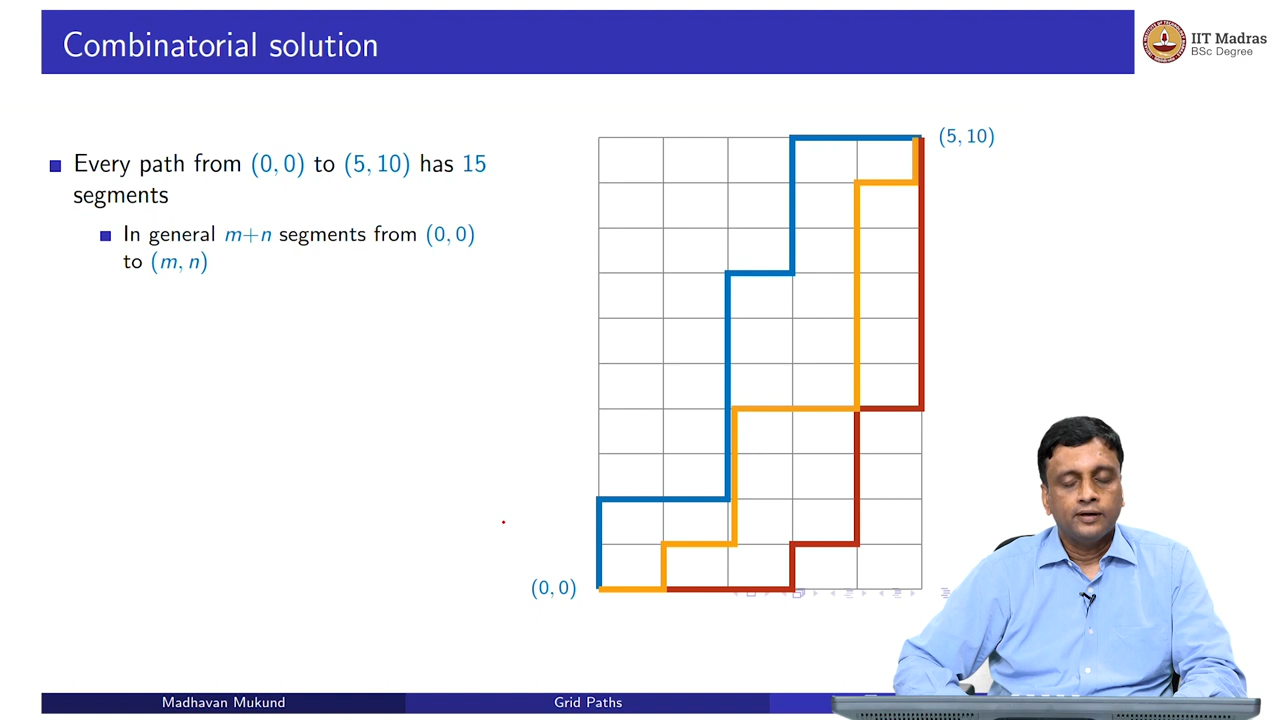 Combinatorial solution
IIT Madras
BSc Degree
■ Every path from (0, 0) to (5, 10) has 15
segments
■ In general m+n segments from (0, 0)
to (m, n)
(5, 10)
(0, 0)
Madhavan Mukund
Grid Paths